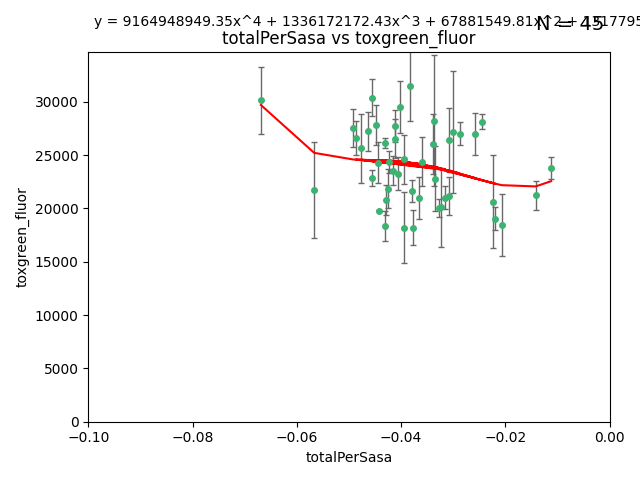 y = 9164948949.35x^4 + 1336172172.43x^3 + 67881549.81x^2 +
N = 45
totalPerSasa vs toxgreen_fluor
30000
25000
20000
15000
10000
5000
0
toxgreen_fluor
−0.10
−0.08
−0.06
−0.04
−0.02
0.00
totalPerSasa